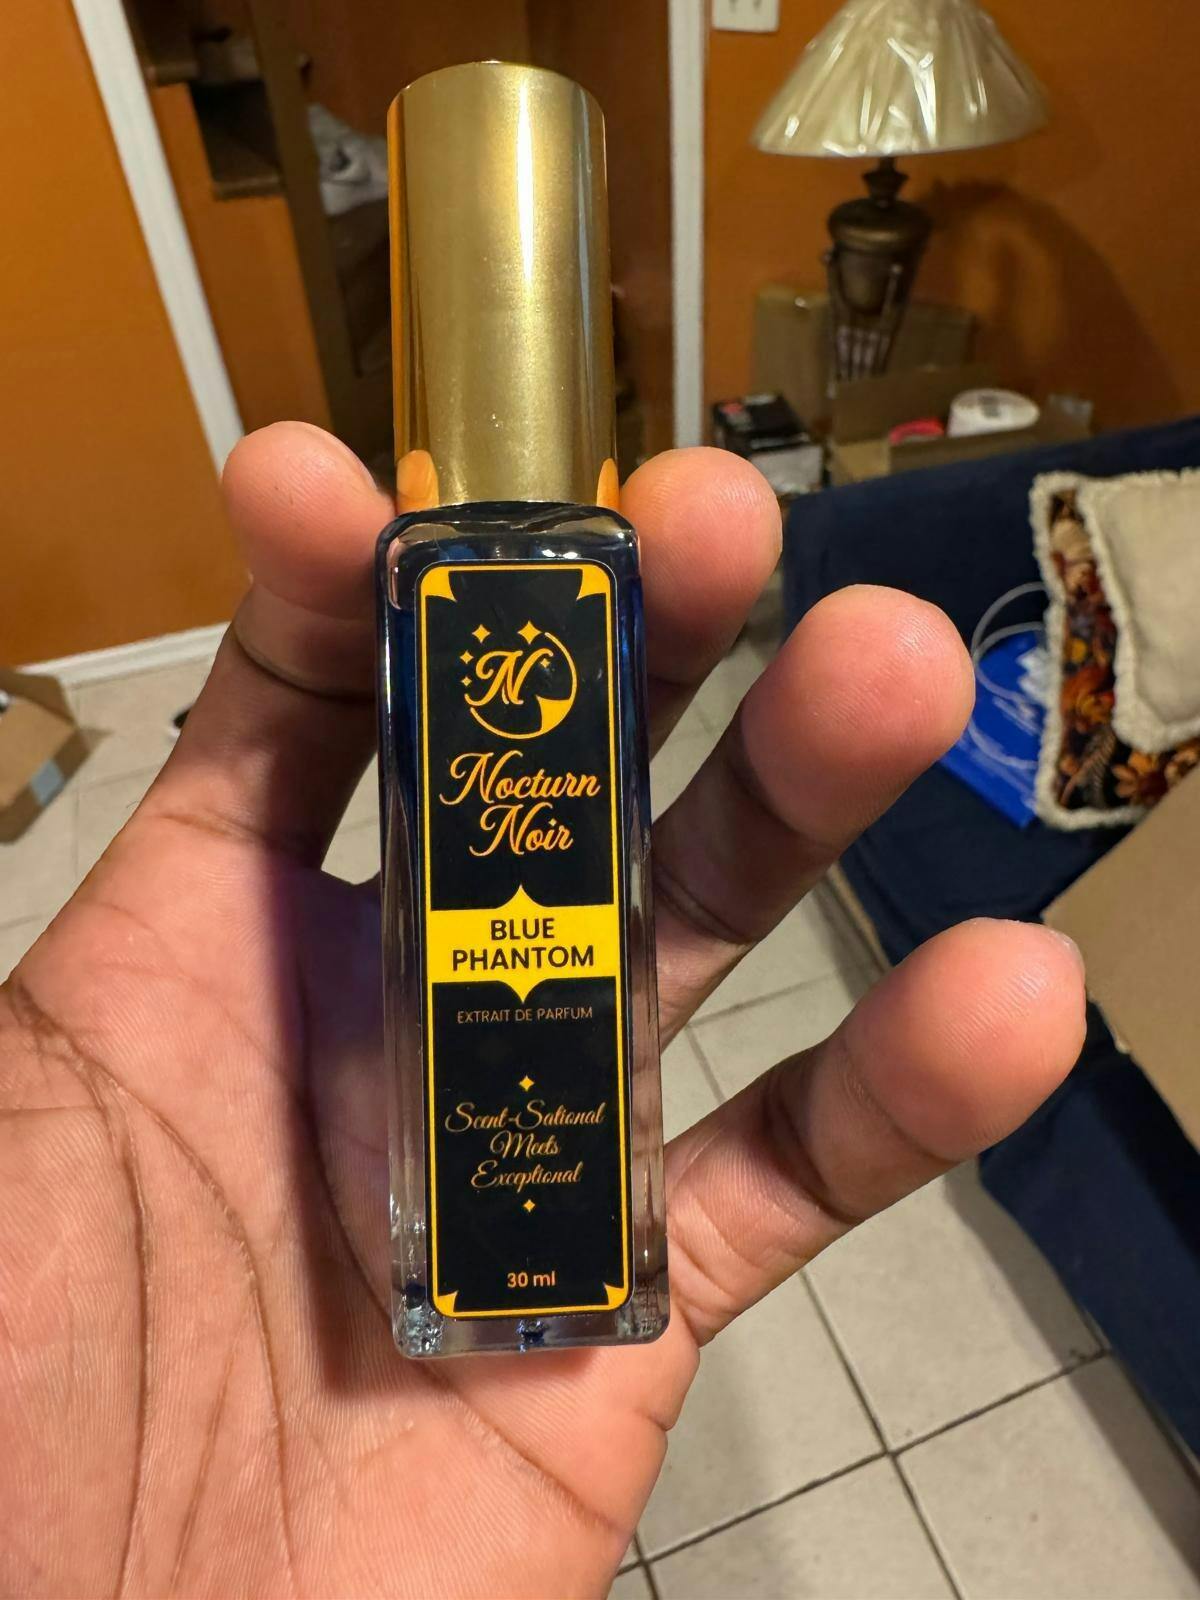 N
Nocturn
Noir
BLUE
PHANTOM
EXTRAIT DE PARFUM
Scent-Sational
Meets
Exceptional
30 ml